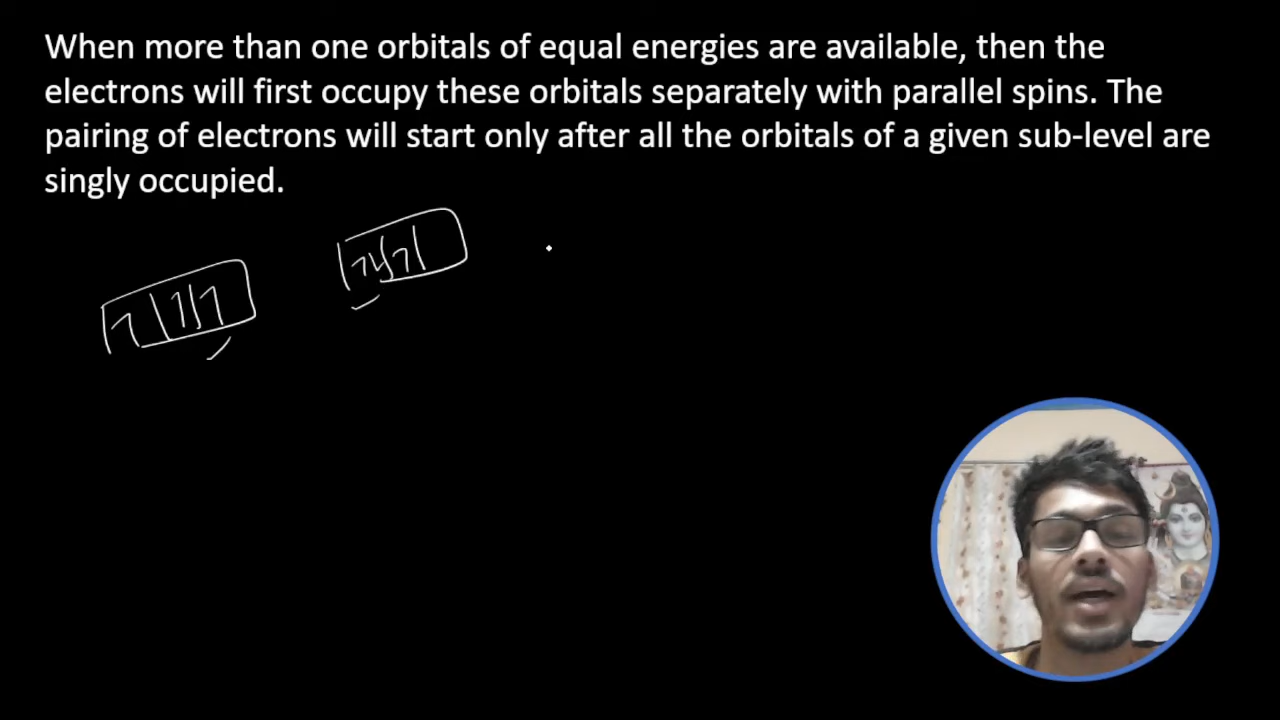 When more than one orbitals of equal energies are available, then the
electrons will first occupy these orbitals separately with parallel spins. The
pairing of electrons will start only after all the orbitals of a given sub-level are
singly occupied.